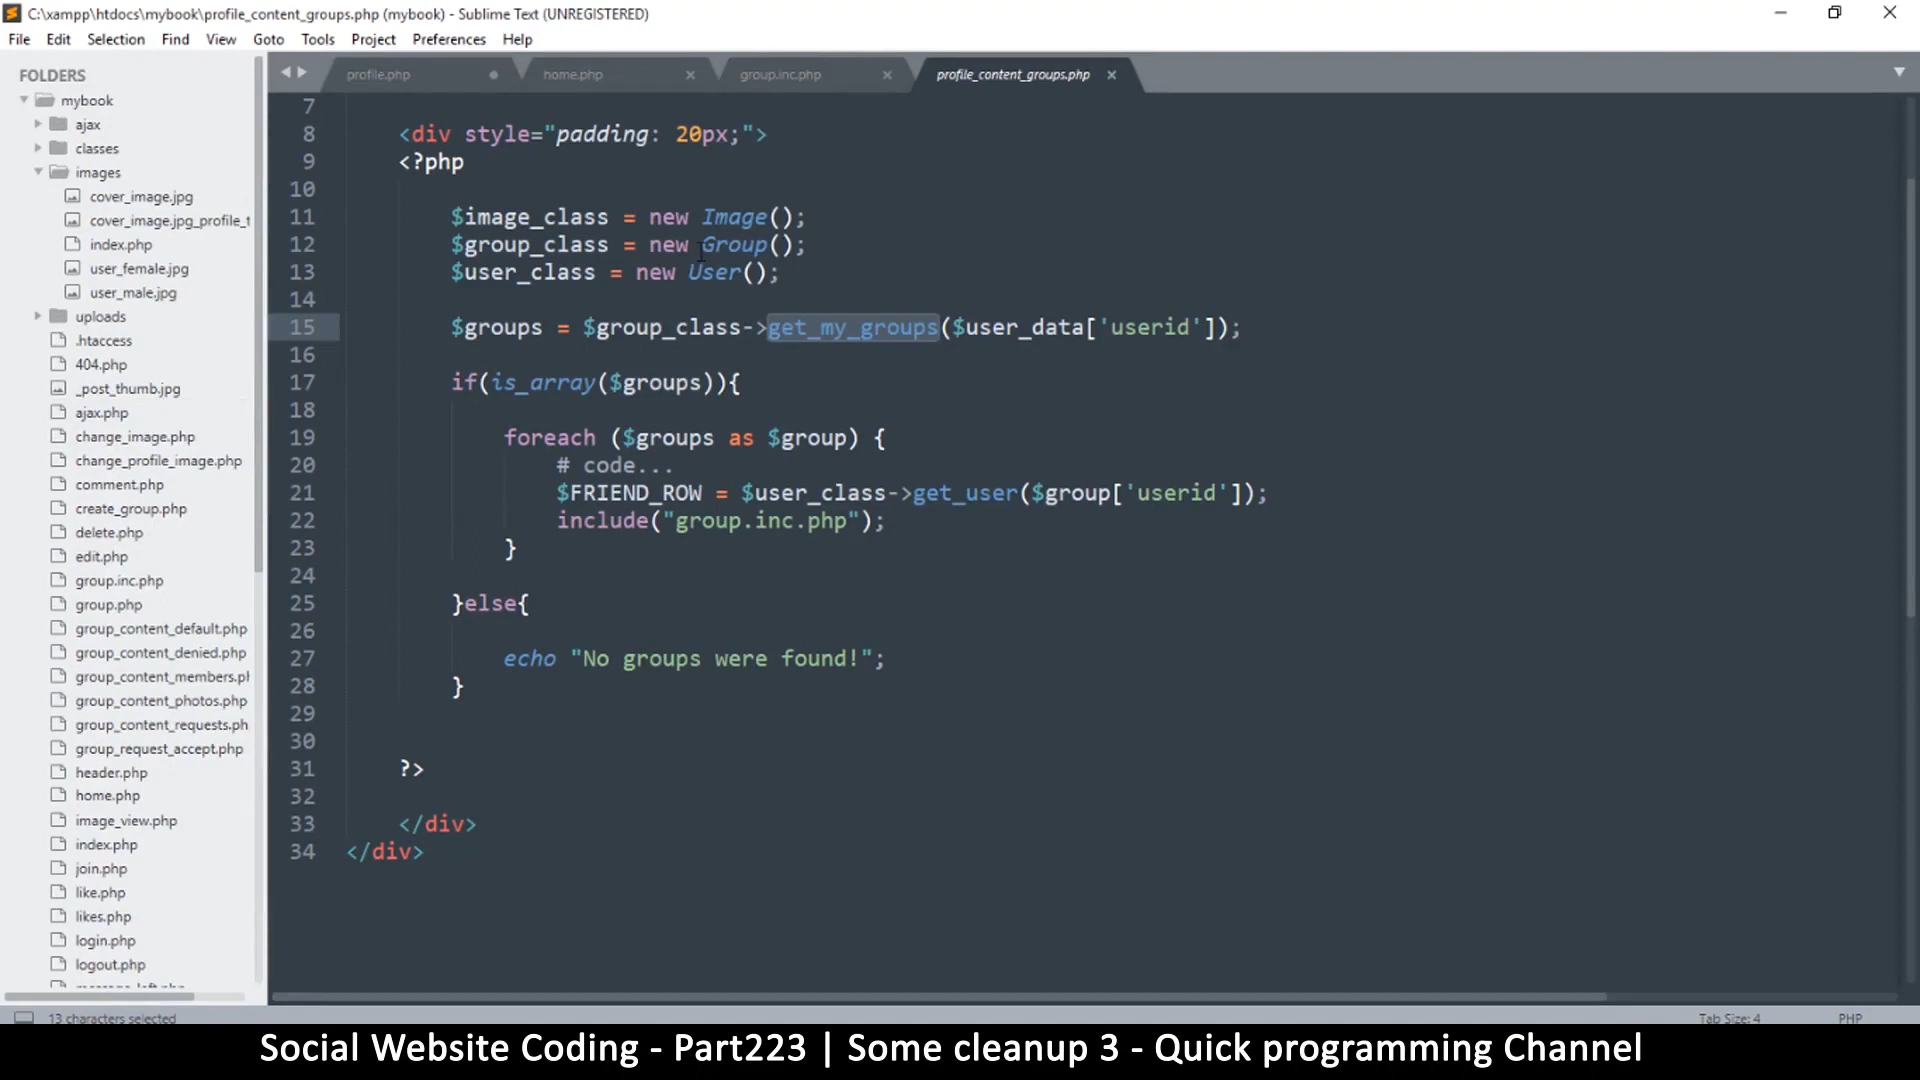 C:\xampp\htdocs\mybook\profile_content_groups.php (mybook) - Sublime Text (UNREGISTERED)
File Edit Selection Find View Goto Tools Project Preferences Help
FOLDERS
mybook
ajax
classes
images
cover_image.jpg
cover_image.jpg_profile_t
index.php
user_female.jpg
user_male.jpg
uploads
.htaccess
404.php
_post_thumb.jpg
ajax.php
change_image.php
change_profile_image.php
comment.php
create_group.php
delete.php
edit.php
group.inc.php
group.php
group_content_default.php
group_content_denied.php
group_content_members.pl
group_content_photos.php
group_content_requests.ph
group_request_accept.php
header.php
home.php
image_view.php
index.php
join.php
like.php
likes.php
login.php
logout.php
profile.php home.php group.inc.php profile_content_groups.php
7
8 <div style="padding: 20px;">
9 <?php
10
11 $image_class = new Image();
12 $group_class = new Group();
13 $user_class = new User();
14
15 $groups = $group_class->get_my_groups($user_data['userid']);
16
17 if(is_array($groups)){
18
19 foreach ($groups as $group) {
20 # code...
21 $FRIEND_ROW = $user_class->get_user($group['userid']);
22 include("group.inc.php");
23 }
24
25 }else{
26
27 echo "No groups were found!";
28 }
29
30
31 ?>
32
33 </div>
34 </div>
13 characters selected Tab Size: 4 PHP
Social Website Coding - Part223 | Some cleanup 3 - Quick programming Channel